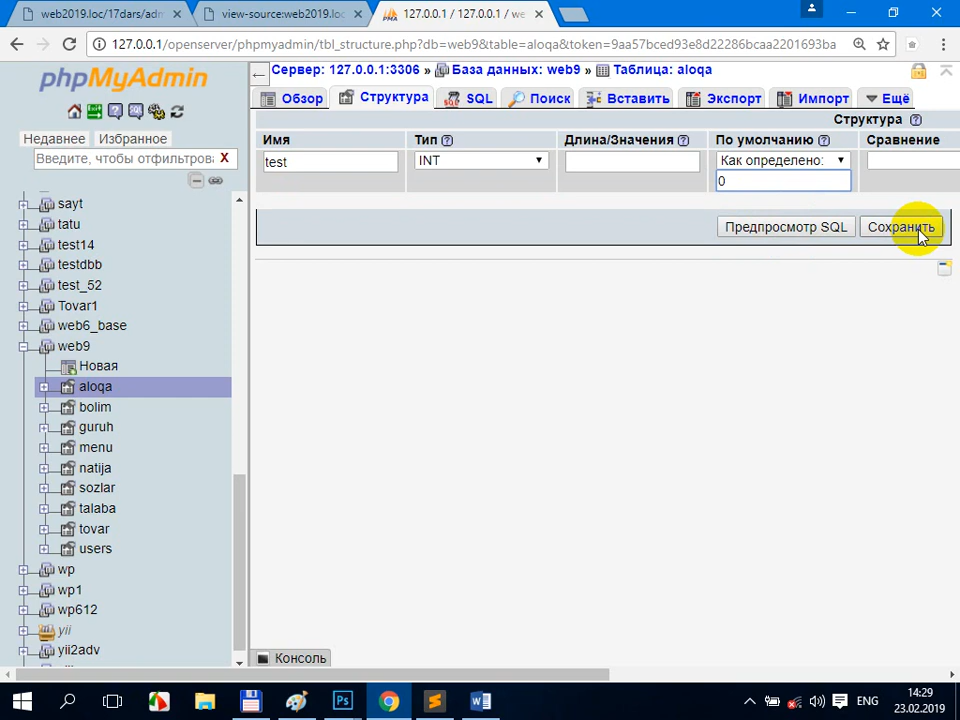 web2019.loc/17dars/adm
view-source:web2019.loc
127.0.0.1 / 127.0.0.1 / we
127.0.0.1/openserver/phpmyadmin/tbl_structure.php?db=web9&table=aloqa&token=9aa57bced93e8d22286bcaa2201693ba
phpMyAdmin
Недавнее Избранное
Введите, чтобы отфильтрова X
sayt
tatu
test14
testdbb
test_52
Tovar1
web6_base
web9
Новая
aloqa
bolim
guruh
menu
natija
sozlar
talaba
tovar
users
wp
wp1
wp612
yii
yii2adv
Сервер: 127.0.0.1:3306 » База данных: web9 » Таблица: aloqa
Обзор Структура SQL Поиск Вставить Экспорт Импорт Ещё
Структура
Имя Тип Длина/Значения По умолчанию Сравнение
test INT Как определено:
0
Предпросмотр SQL Сохранить
Консоль
ENG
14:29
23.02.2019